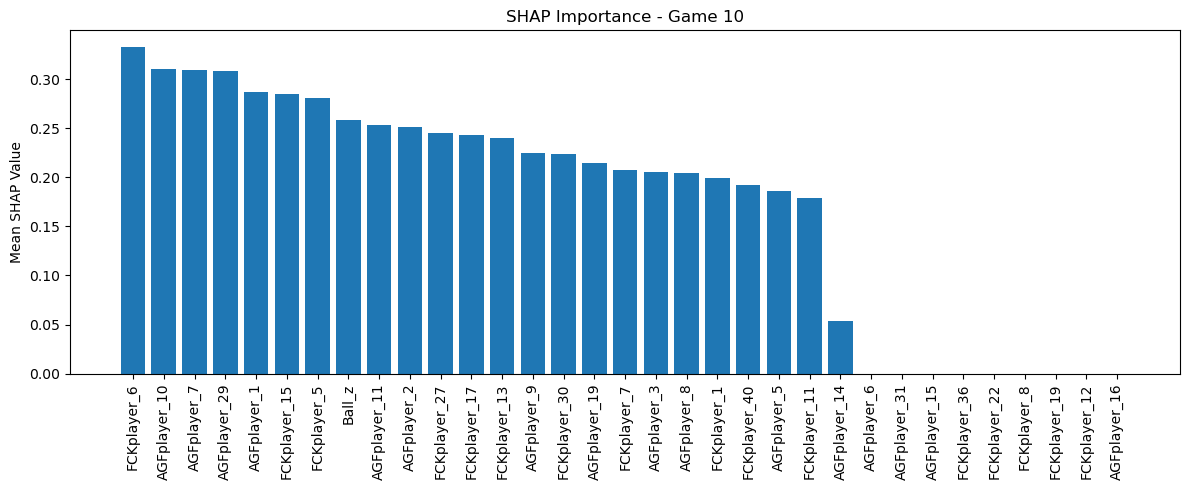 SHAP Importance - Game 10
Mean SHAP Value
0.30
0.25
0.20
0.15
0.10
0.05
0.00
FCKplayer_6
AGFplayer_10
AGFplayer_7
AGFplayer_29
AGFplayer_1
FCKplayer_15
FCKplayer_5
Ball_z
AGFplayer_11
AGFplayer_2
FCKplayer_27
FCKplayer_17
FCKplayer_13
AGFplayer_9
FCKplayer_30
AGFplayer_19
FCKplayer_7
AGFplayer_3
AGFplayer_8
FCKplayer_1
FCKplayer_40
AGFplayer_5
FCKplayer_11
AGFplayer_14
AGFplayer_6
AGFplayer_31
AGFplayer_15
FCKplayer_36
FCKplayer_22
FCKplayer_8
FCKplayer_19
FCKplayer_12
AGFplayer_16